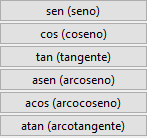 sen (seno)
cos (coseno)
tan (tangente)
asen (arcoseno)
acos (arcocoseno)
atan (arcotangente)